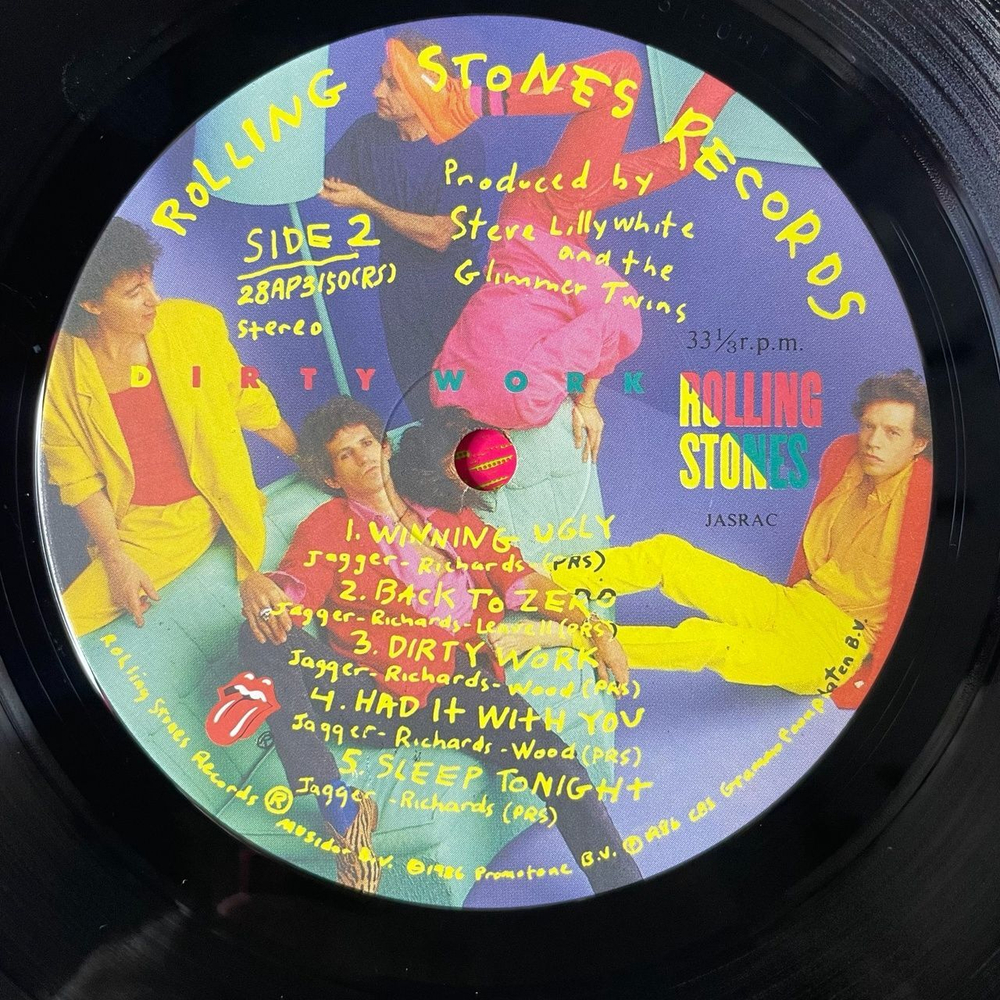 ROLLING STONES RECORDS
Produced by
Steve Lillywhite
and the
Glimmer Twins
SIDE 2
28AP3150(RS)
Stereo
33⅓r.p.m.
DIRTY WORK
ROLLING
STONES
JASRAC
1. WINNING UGLY
Jagger-Richards (PRS)
2. BACK TO ZERO
Jagger-Richards-Leavell (PRS)
3. DIRTY WORK
Jagger-Richards-Wood (PRS)
4. HAD It WITH YOU
Jagger-Richards-Wood (PRS)
5. SLEEP TONIGHT
Jagger-Richards (PRS)
®
Rolling Stones Records ® Musidor B.V. ©1986 Promotone B.V. ℗1986 CBS Grammofoonplaten B.V.